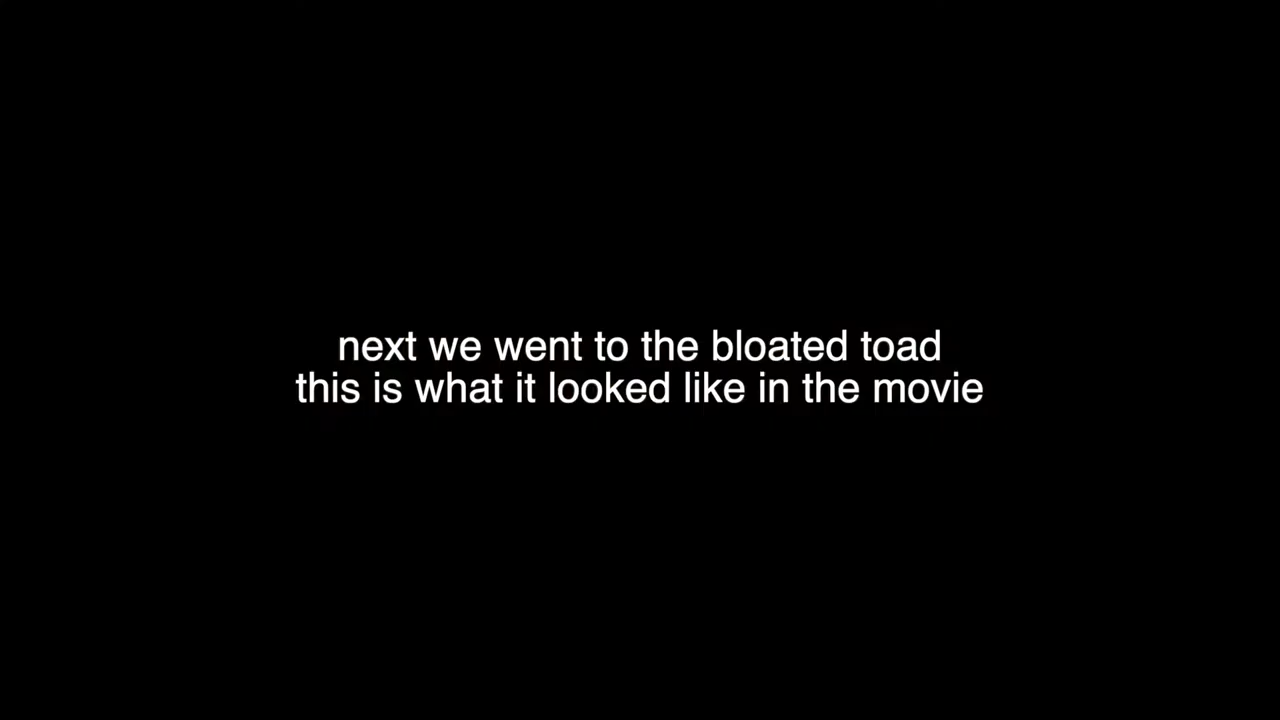 next we went to the bloated toad
this is what it looked like in the movie